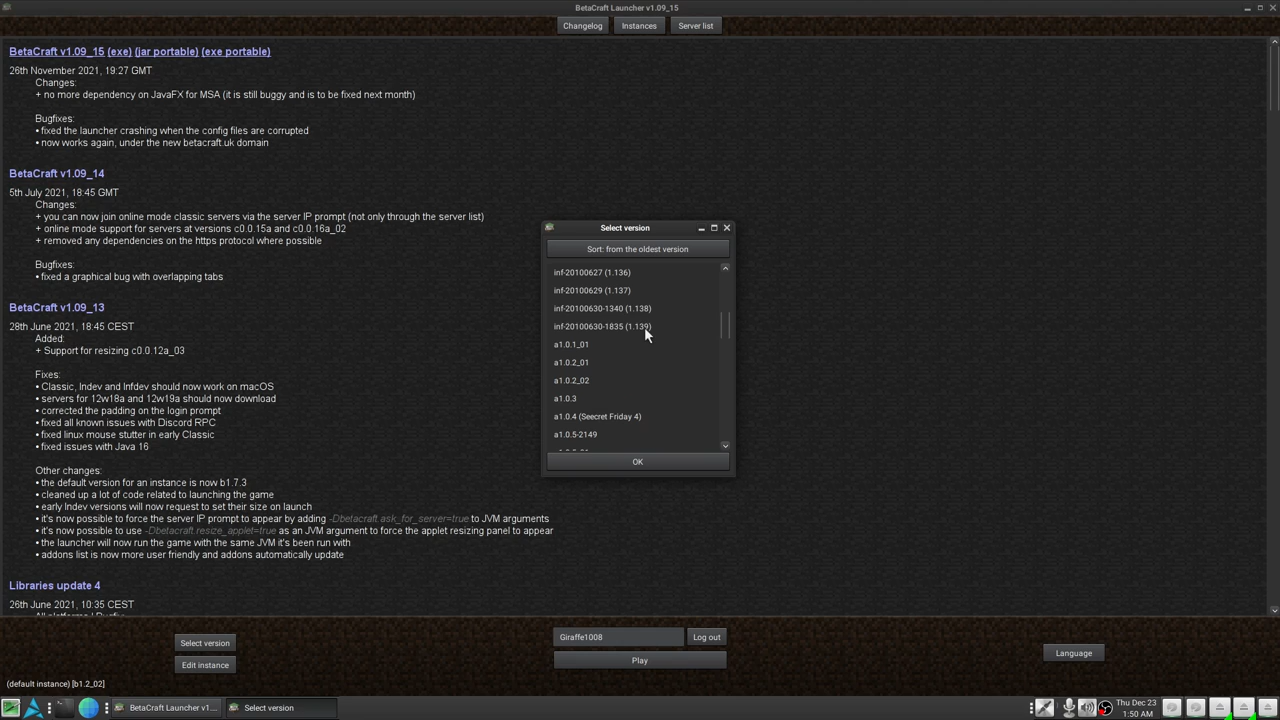 BetaCraft Launcher v1.09_15
Changelog
Instances
Server list
BetaCraft v1.09_15 (exe) (jar portable) (exe portable)
26th November 2021, 19:27 GMT
Changes:
+ no more dependency on JavaFX for MSA (it is still buggy and is to be fixed next month)
Bugfixes:
• fixed the launcher crashing when the config files are corrupted
• now works again, under the new betacraft.uk domain
BetaCraft v1.09_14
5th July 2021, 18:45 GMT
Changes:
+ you can now join online mode classic servers via the server IP prompt (not only through the server list)
+ online mode support for servers at versions c0.0.15a and c0.0.16a_02
+ removed any dependencies on the https protocol where possible
Bugfixes:
• fixed a graphical bug with overlapping tabs
BetaCraft v1.09_13
28th June 2021, 18:45 CEST
Added:
+ Support for resizing c0.0.12a_03
Fixes:
• Classic, Indev and Infdev should now work on macOS
• servers for 12w18a and 12w19a should now download
• corrected the padding on the login prompt
• fixed all known issues with Discord RPC
• fixed linux mouse stutter in early Classic
• fixed issues with Java 16
Other changes:
• the default version for an instance is now b1.7.3
• cleaned up a lot of code related to launching the game
• early Indev versions will now request to set their size on launch
• it's now possible to force the server IP prompt to appear by adding -Dbetacraft.ask_for_server=true to JVM arguments
• it's now possible to use -Dbetacraft.resize_applet=true as an JVM argument to force the applet resizing panel to appear
• the launcher will now run the game with the same JVM it's been run with
• addons list is now more user friendly and addons automatically update
Libraries update 4
26th June 2021, 10:35 CEST
Select version
Sort: from the oldest version
inf-20100627 (1.136)
inf-20100629 (1.137)
inf-20100630-1340 (1.138)
inf-20100630-1835 (1.139)
a1.0.1_01
a1.0.2_01
a1.0.2_02
a1.0.3
a1.0.4 (Seecret Friday 4)
a1.0.5-2149
OK
Select version
Edit instance
Giraffe1008
Log out
Play
Language
(default instance) [b1.2_02]
BetaCraft Launcher v1...
Select version
Thu Dec 23
1:50 AM